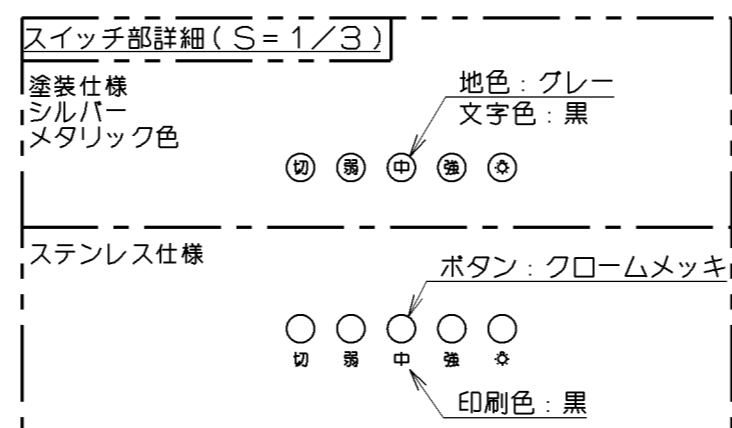 スイッチ部詳細(S=1/3)
塗装仕様
シルバー
メタリック色
地色:グレー
文字色:黒
切 弱 中 強
ステンレス仕様
ボタン:クロームメッキ
切 弱 中 強
印刷色:黒